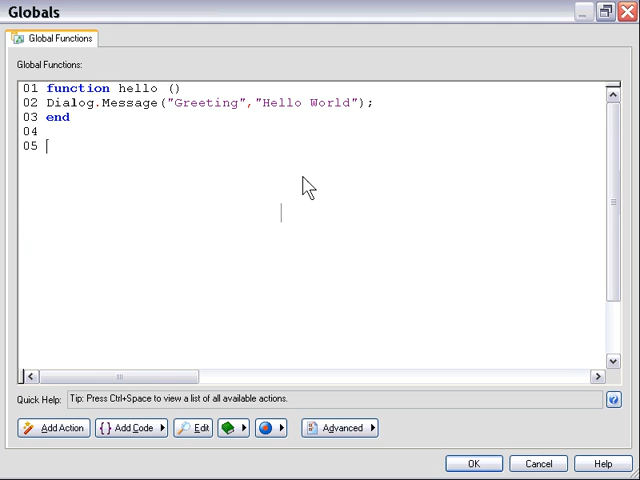 Globals
Global Functions
Global Functions:
01 function hello ()
02 Dialog.Message("Greeting","Hello World");
03 end
04
05
Quick Help: Tip: Press Ctrl+Space to view a list of all available actions.
Add Action { } Add Code Edit Advanced
OK Cancel Help